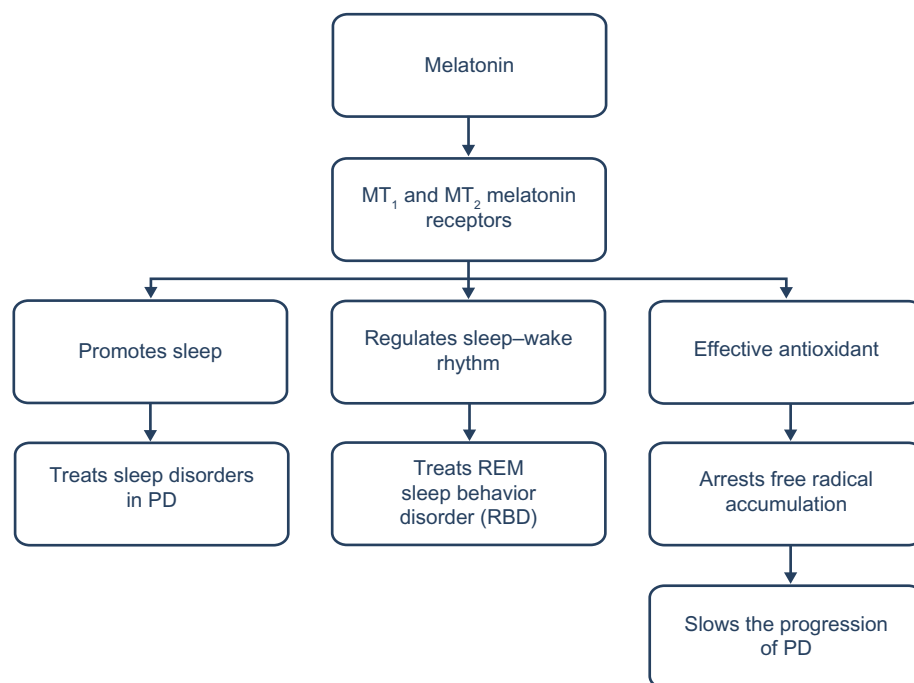 Melatonin
MT₁ and MT₂ melatonin
receptors
Promotes sleep
Regulates sleep–wake
rhythm
Effective antioxidant
Treats sleep disorders
in PD
Treats REM
sleep behavior
disorder (RBD)
Arrests free radical
accumulation
Slows the progression
of PD